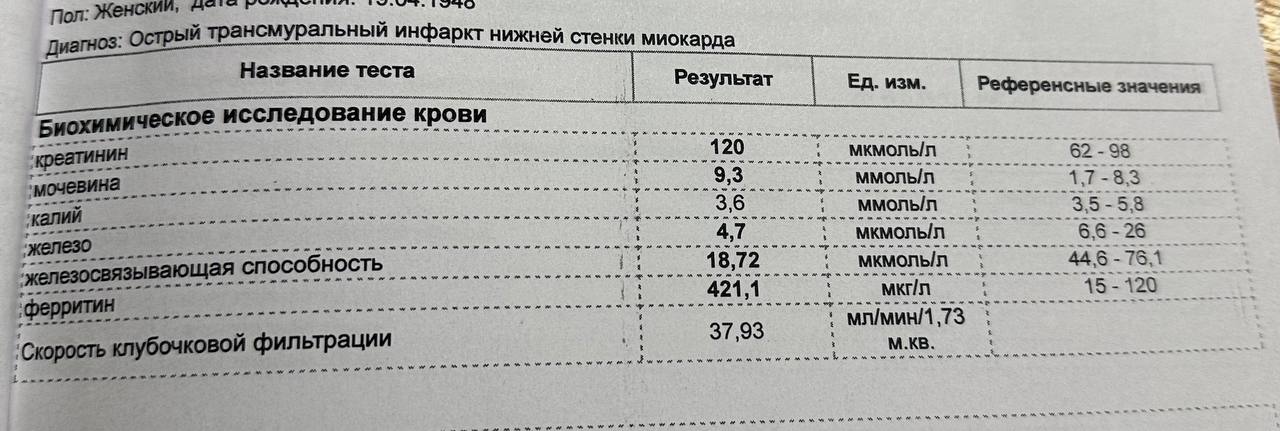 Пол: Женский, дата рождения: 19.04.1948
Диагноз: Острый трансмуральный инфаркт нижней стенки миокарда
Название теста Результат Ед. изм. Референсные значения
Биохимическое исследование крови
креатинин 120 мкмоль/л 62 - 98
мочевина 9,3 ммоль/л 1,7 - 8,3
калий 3,6 ммоль/л 3,5 - 5,8
железо 4,7 мкмоль/л 6,6 - 26
железосвязывающая способность 18,72 мкмоль/л 44,6 - 76,1
ферритин 421,1 мкг/л 15 - 120
Скорость клубочковой фильтрации 37,93 мл/мин/1,73
м.кв.